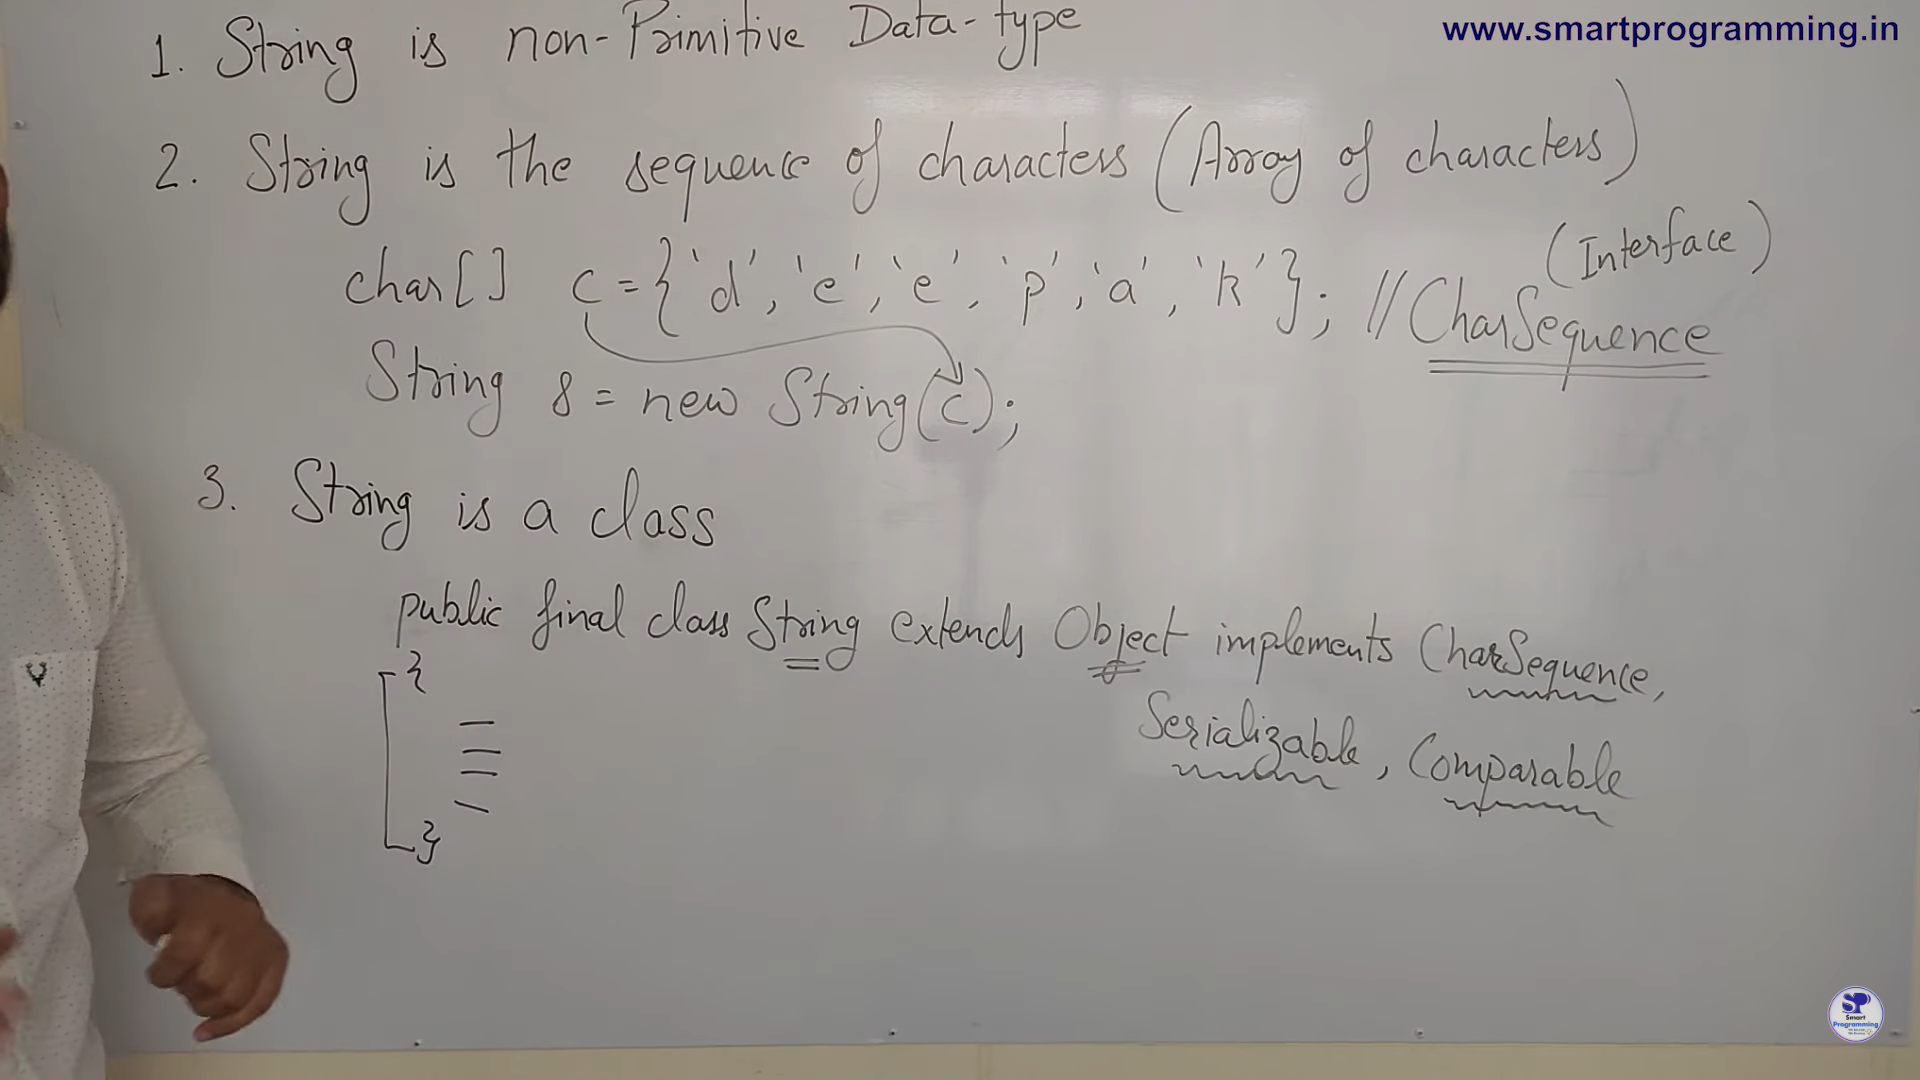 www.smartprogramming.in
1. String is non-Primitive Data-type
2. String is the sequence of characters (Array of characters)
(Interface)
char[] c = {'d', 'e', 'e', 'p', 'a', 'k'}; // CharSequence
String s = new String(c);
3. String is a class
public final class String extends Object implements CharSequence,
Serializable, Comparable
{
}
SP
Smart
Programming